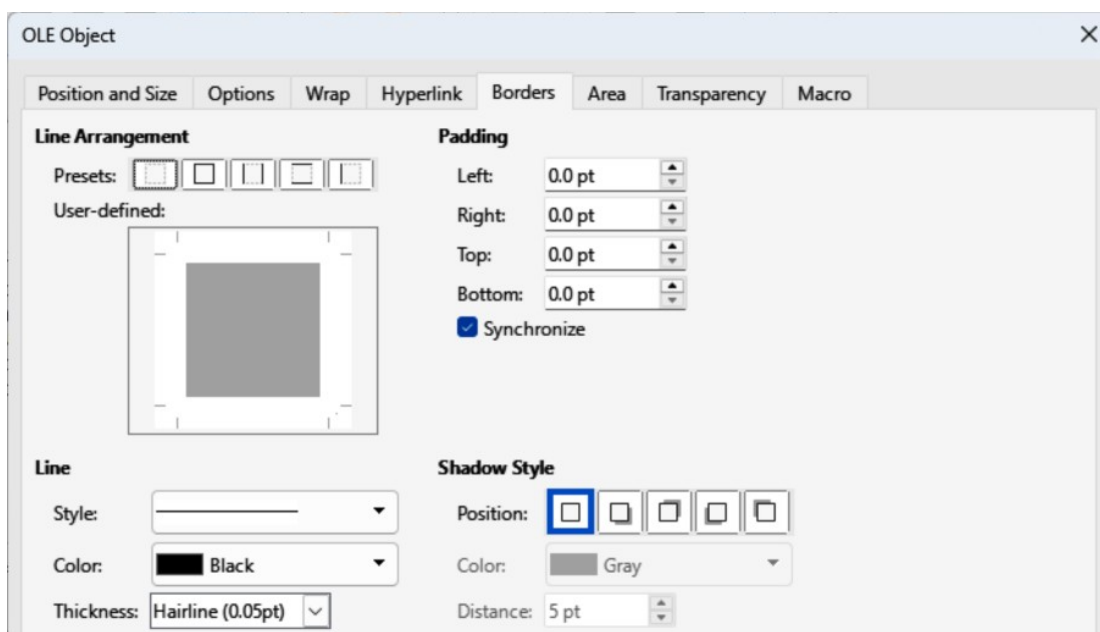 OLE Object
Position and Size Options Wrap Hyperlink Borders Area Transparency Macro
Line Arrangement
Presets:
User-defined:
Padding
Left: 0.0 pt
Right: 0.0 pt
Top: 0.0 pt
Bottom: 0.0 pt
Synchronize
Line
Style:
Color: Black
Thickness: Hairline (0.05pt)
Shadow Style
Position:
Color: Gray
Distance: 5 pt